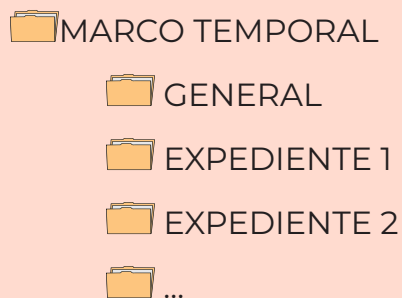 MARCO TEMPORAL
GENERAL
EXPEDIENTE 1
EXPEDIENTE 2
...